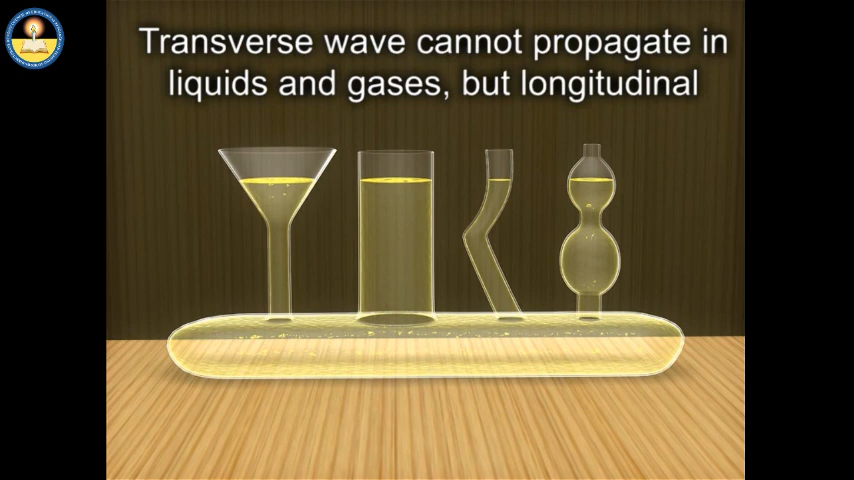 Transverse wave cannot propagate in
liquids and gases, but longitudinal